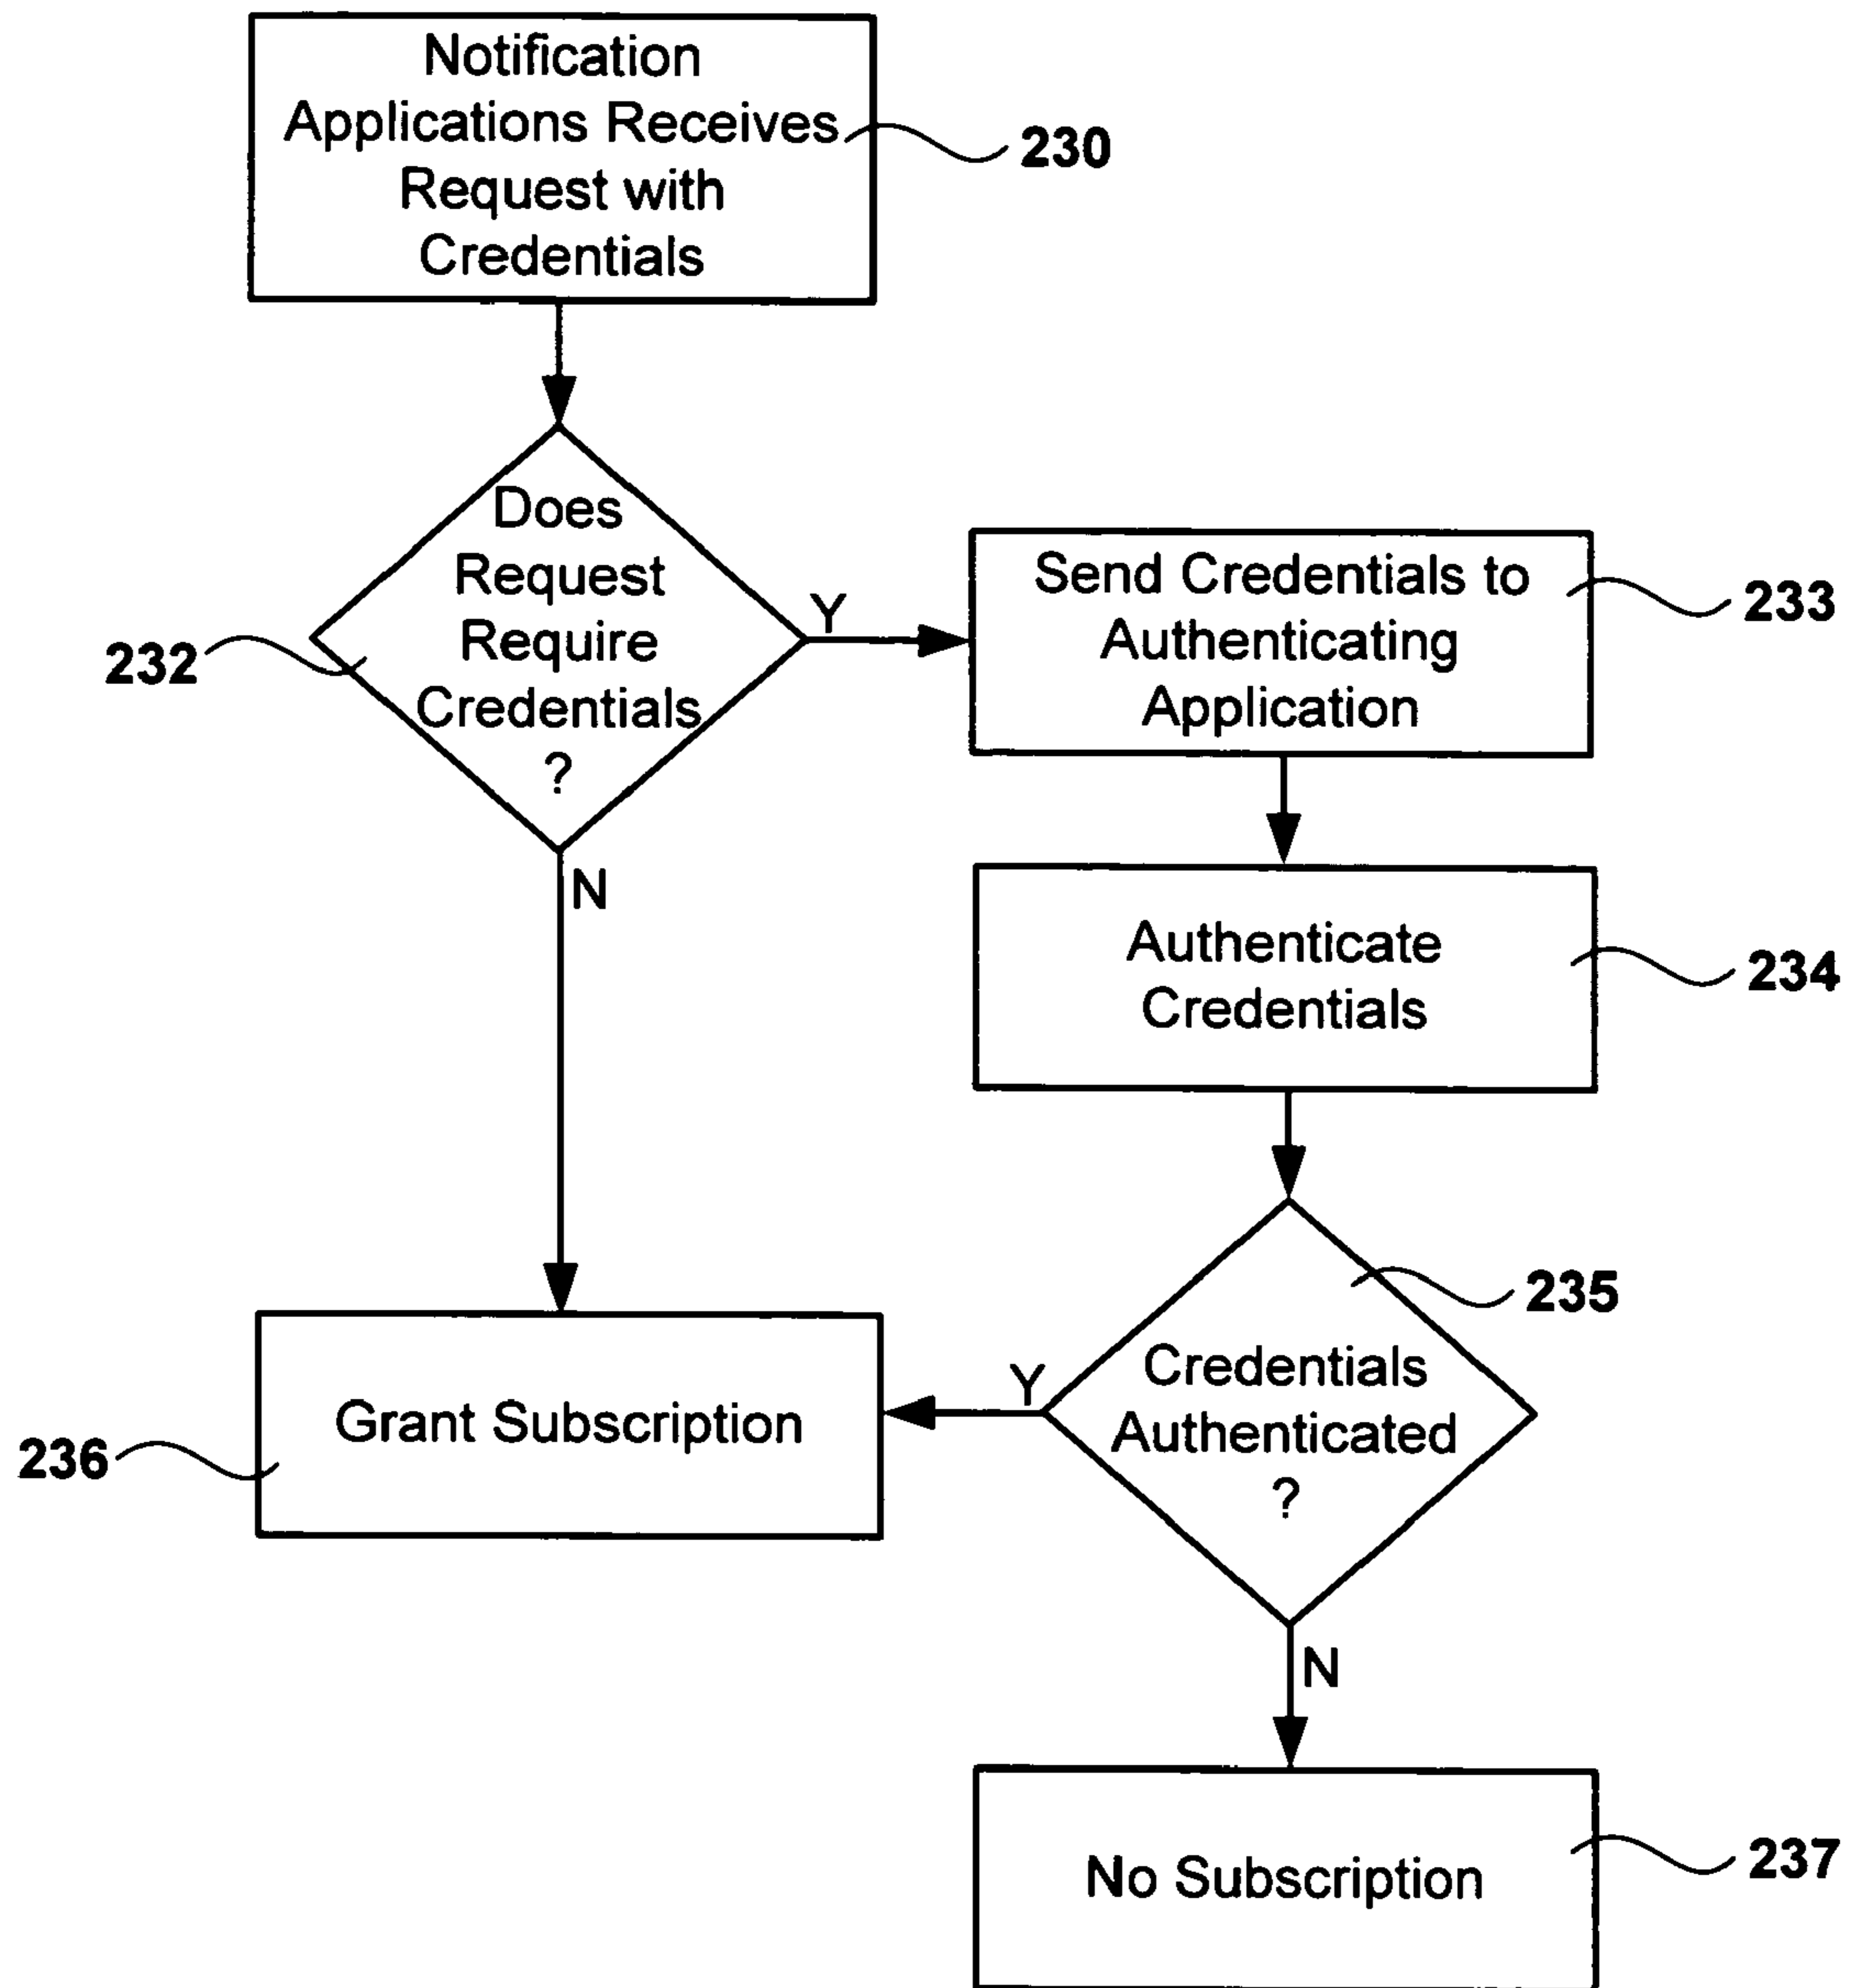 Notification
Applications Receives
Request with
Credentials
230
Does
Request
Require
Credentials
?
232
Y
N
Send Credentials to
Authenticating
Application
233
Authenticate
Credentials
234
Credentials
Authenticated
?
235
Y
N
Grant Subscription
236
No Subscription
237